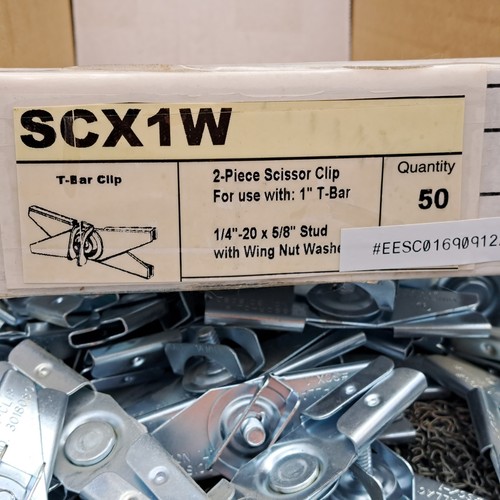 SCX1W
T-Bar Clip
2-Piece Scissor Clip
For use with: 1" T-Bar
1/4"-20 x 5/8" Stud
with Wing Nut Washe
Quantity
50
#EESC01690912